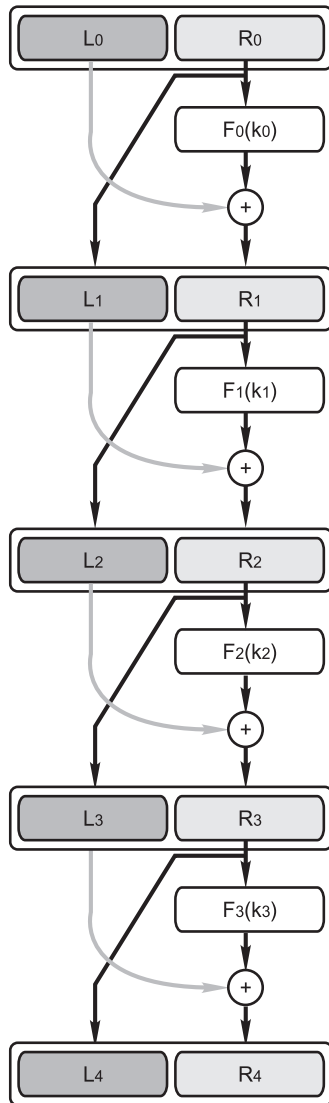 L0 R0
F0(k0)
+
L1 R1
F1(k1)
+
L2 R2
F2(k2)
+
L3 R3
F3(k3)
+
L4 R4